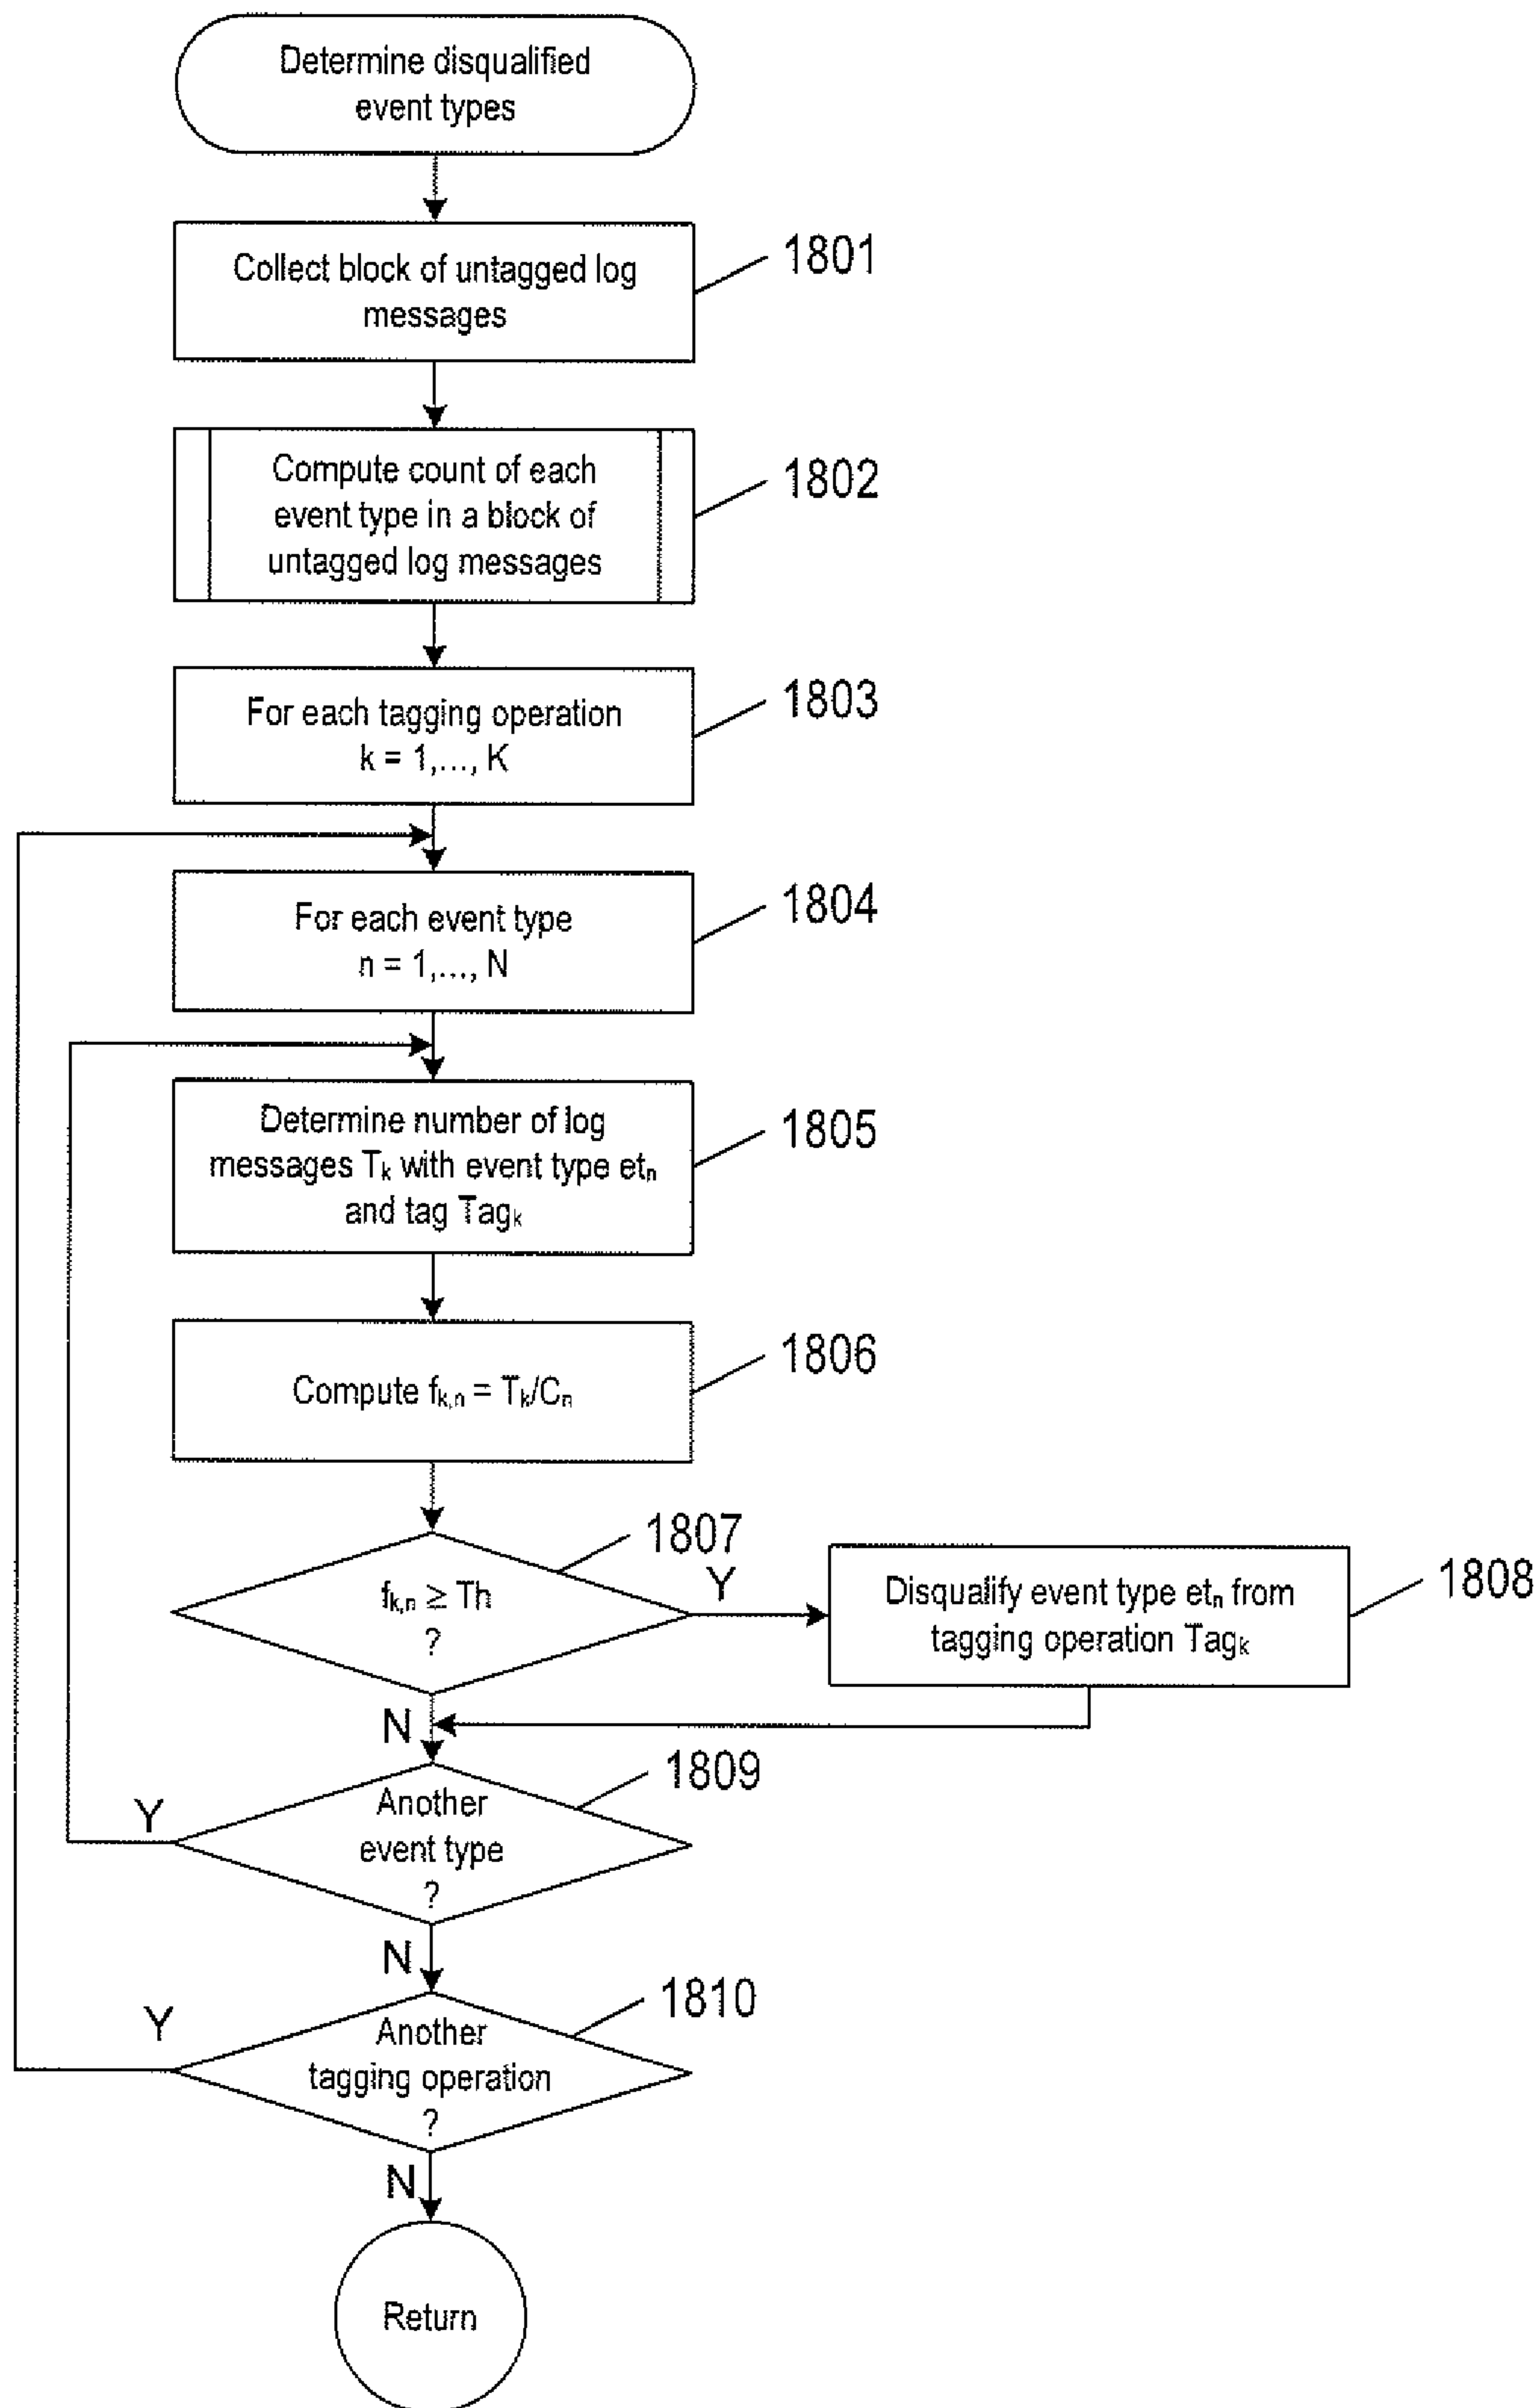 Determine disqualified
event types
Collect block of untagged log
messages
1801
Compute count of each
event type in a block of
untagged log messages
1802
For each tagging operation
k = 1,..., K
1803
For each event type
n = 1,..., N
1804
Determine number of log
messages Tₖ with event type etₙ
and tag Tagₖ
1805
Compute fₖ,ₙ = Tₖ/Cₙ
1806
fₖ,ₙ ≥ Th
?
1807
Y
N
Disqualify event type etₙ from
tagging operation Tagₖ
1808
Another
event type
?
1809
Y
N
Another
tagging operation
?
1810
Y
N
Return